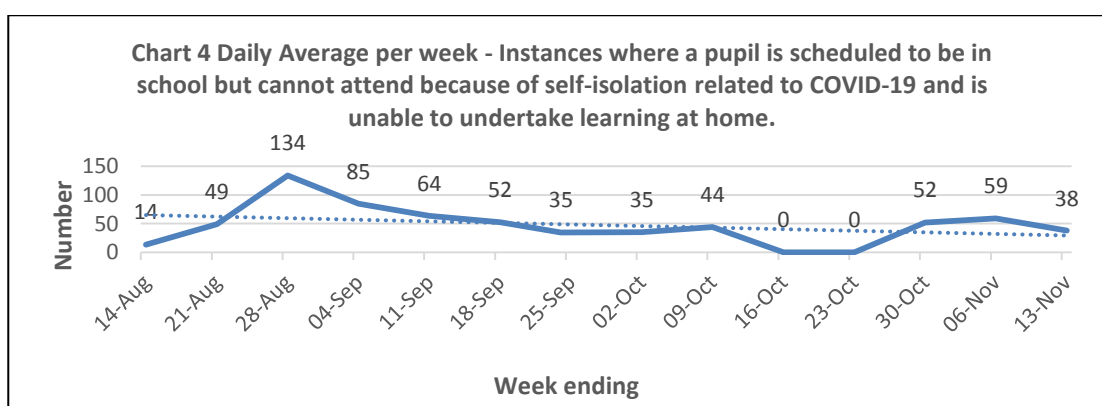 Chart 4 Daily Average per week - Instances where a pupil is scheduled to be in
school but cannot attend because of self-isolation related to COVID-19 and is
unable to undertake learning at home.
134
150
100
50
0
Number
14
49
85
64
52
35
35
44
0
0
52
59
38
14-Aug
21-Aug
28-Aug
04-Sep
11-Sep
18-Sep
25-Sep
02-Oct
09-Oct
16-Oct
23-Oct
30-Oct
06-Nov
13-Nov
Week ending